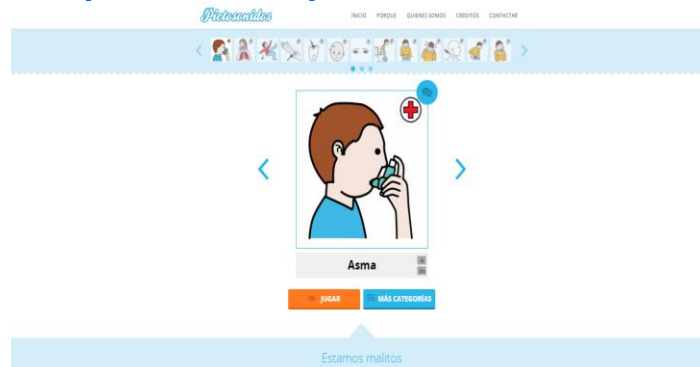 Pictosonidos
INICIO PORQUE QUIENES SOMOS CREDITOS CONTACTAR
Asma
JUGAR MÁS CATEGORÍAS
Estamos malitos